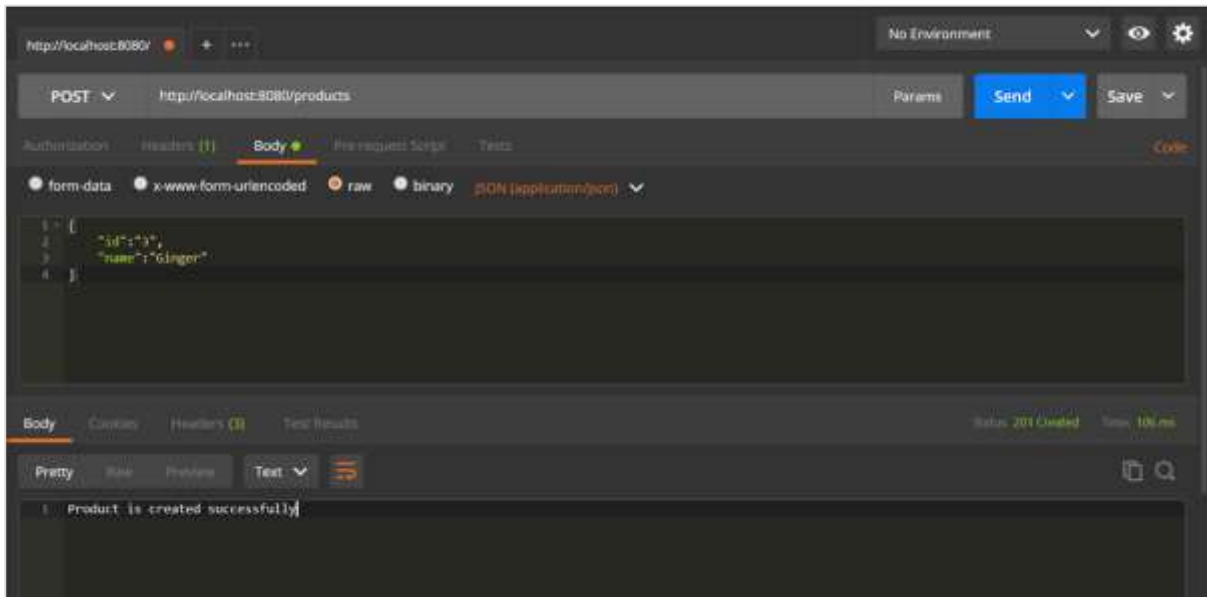 http://localhost:8080/ + ···
No Environment
POST http://localhost:8080/products Params Send Save
Authorization Headers (1) Body Pre-request Script Tests Code
form-data x-www-form-urlencoded raw binary JSON (application/json)
1 {
2 "id":"3",
3 "name":"Ginger"
4 }
Body Cookies Headers (3) Test Results Status: 201 Created Time: 106 ms
Pretty Raw Preview Text
1 Product is created successfully